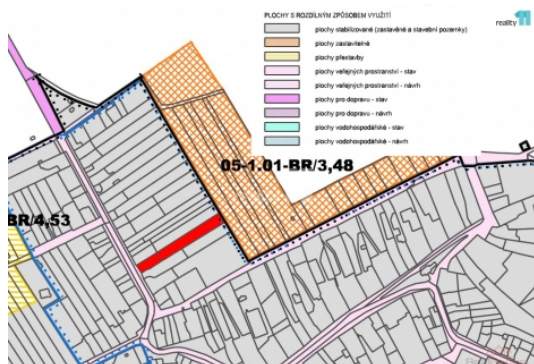 PLOCHY S ROZDÍLNÝM ZPŮSOBEM VYUŽITÍ
reality 11
plochy stabilizované (zastavěné a stavební pozemky)
plochy zastavitelné
plochy přestavby
plochy veřejných prostranství - stav
plochy veřejných prostranství - návrh
plochy pro dopravu - stav
plochy pro dopravu - návrh
plochy vodohospodářské - stav
plochy vodohospodářské - návrh
05-1.01-BR/3,48
BR/4,53